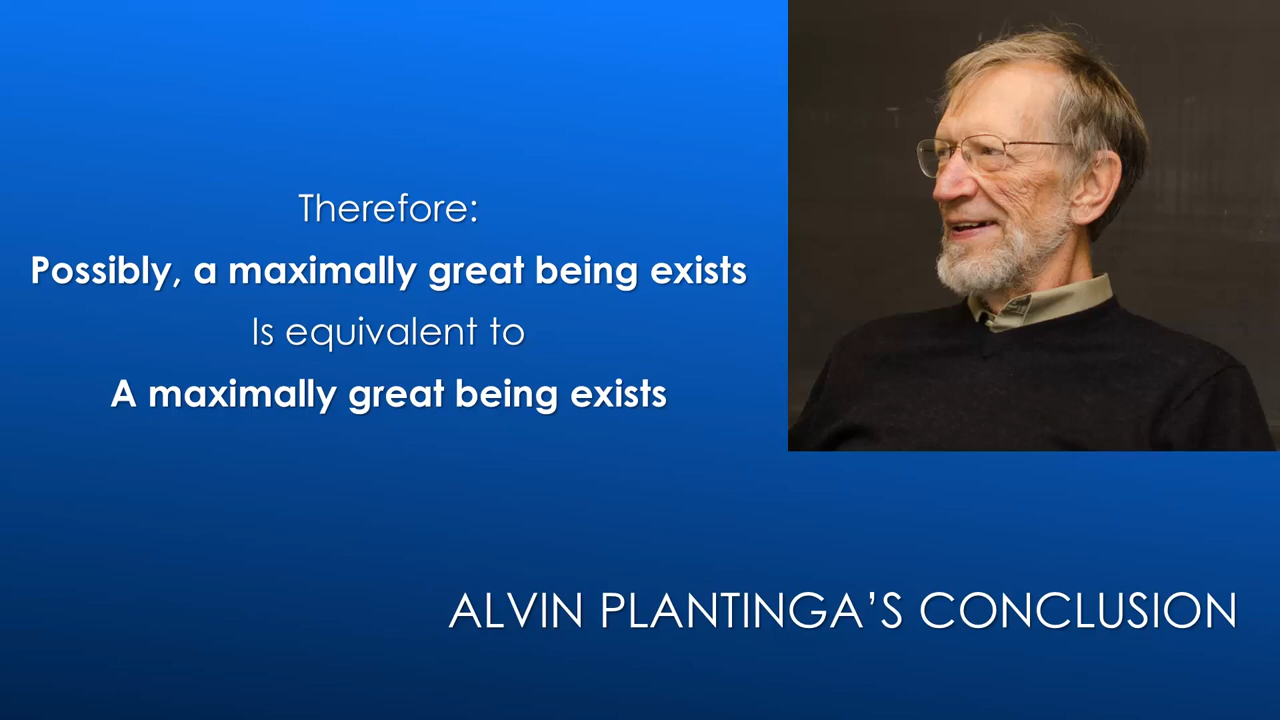 Therefore:
Possibly, a maximally great being exists
Is equivalent to
A maximally great being exists
ALVIN PLANTINGA’S CONCLUSION